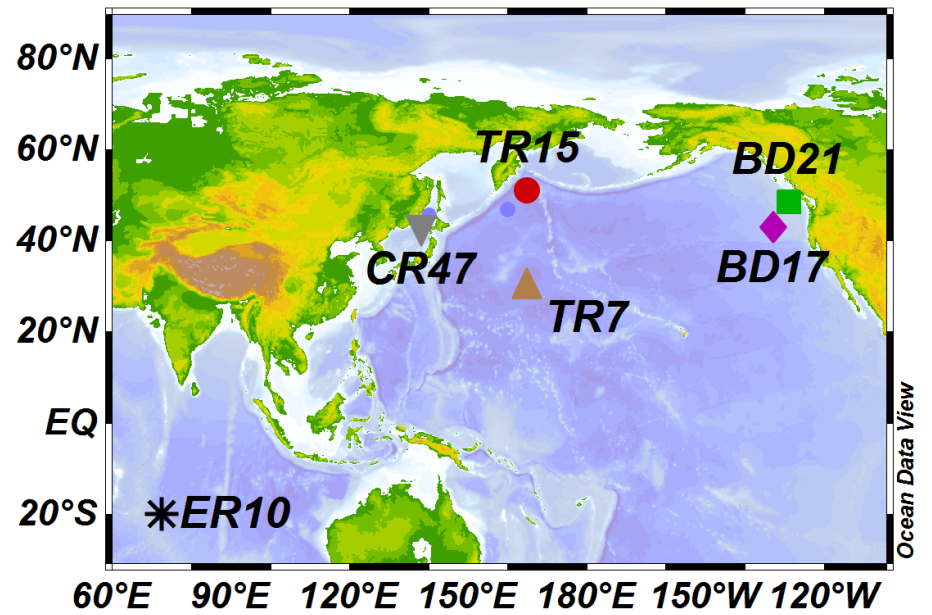 80°N
60°N
40°N
20°N
EQ
20°S
TR15
BD21
CR47
BD17
TR7
ER10
60°E 90°E 120°E 150°E 180°E 150°W 120°W
Ocean Data View